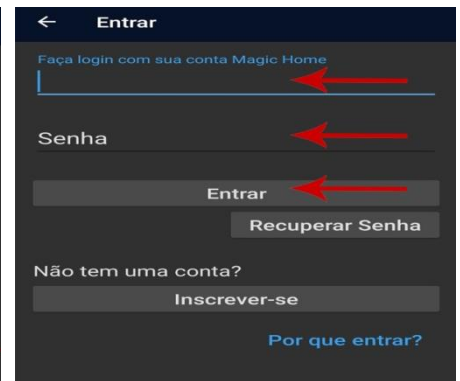 Entrar
Faça login com sua conta Magic Home
Senha
Entrar
Recuperar Senha
Não tem uma conta?
Inscrever-se
Por que entrar?